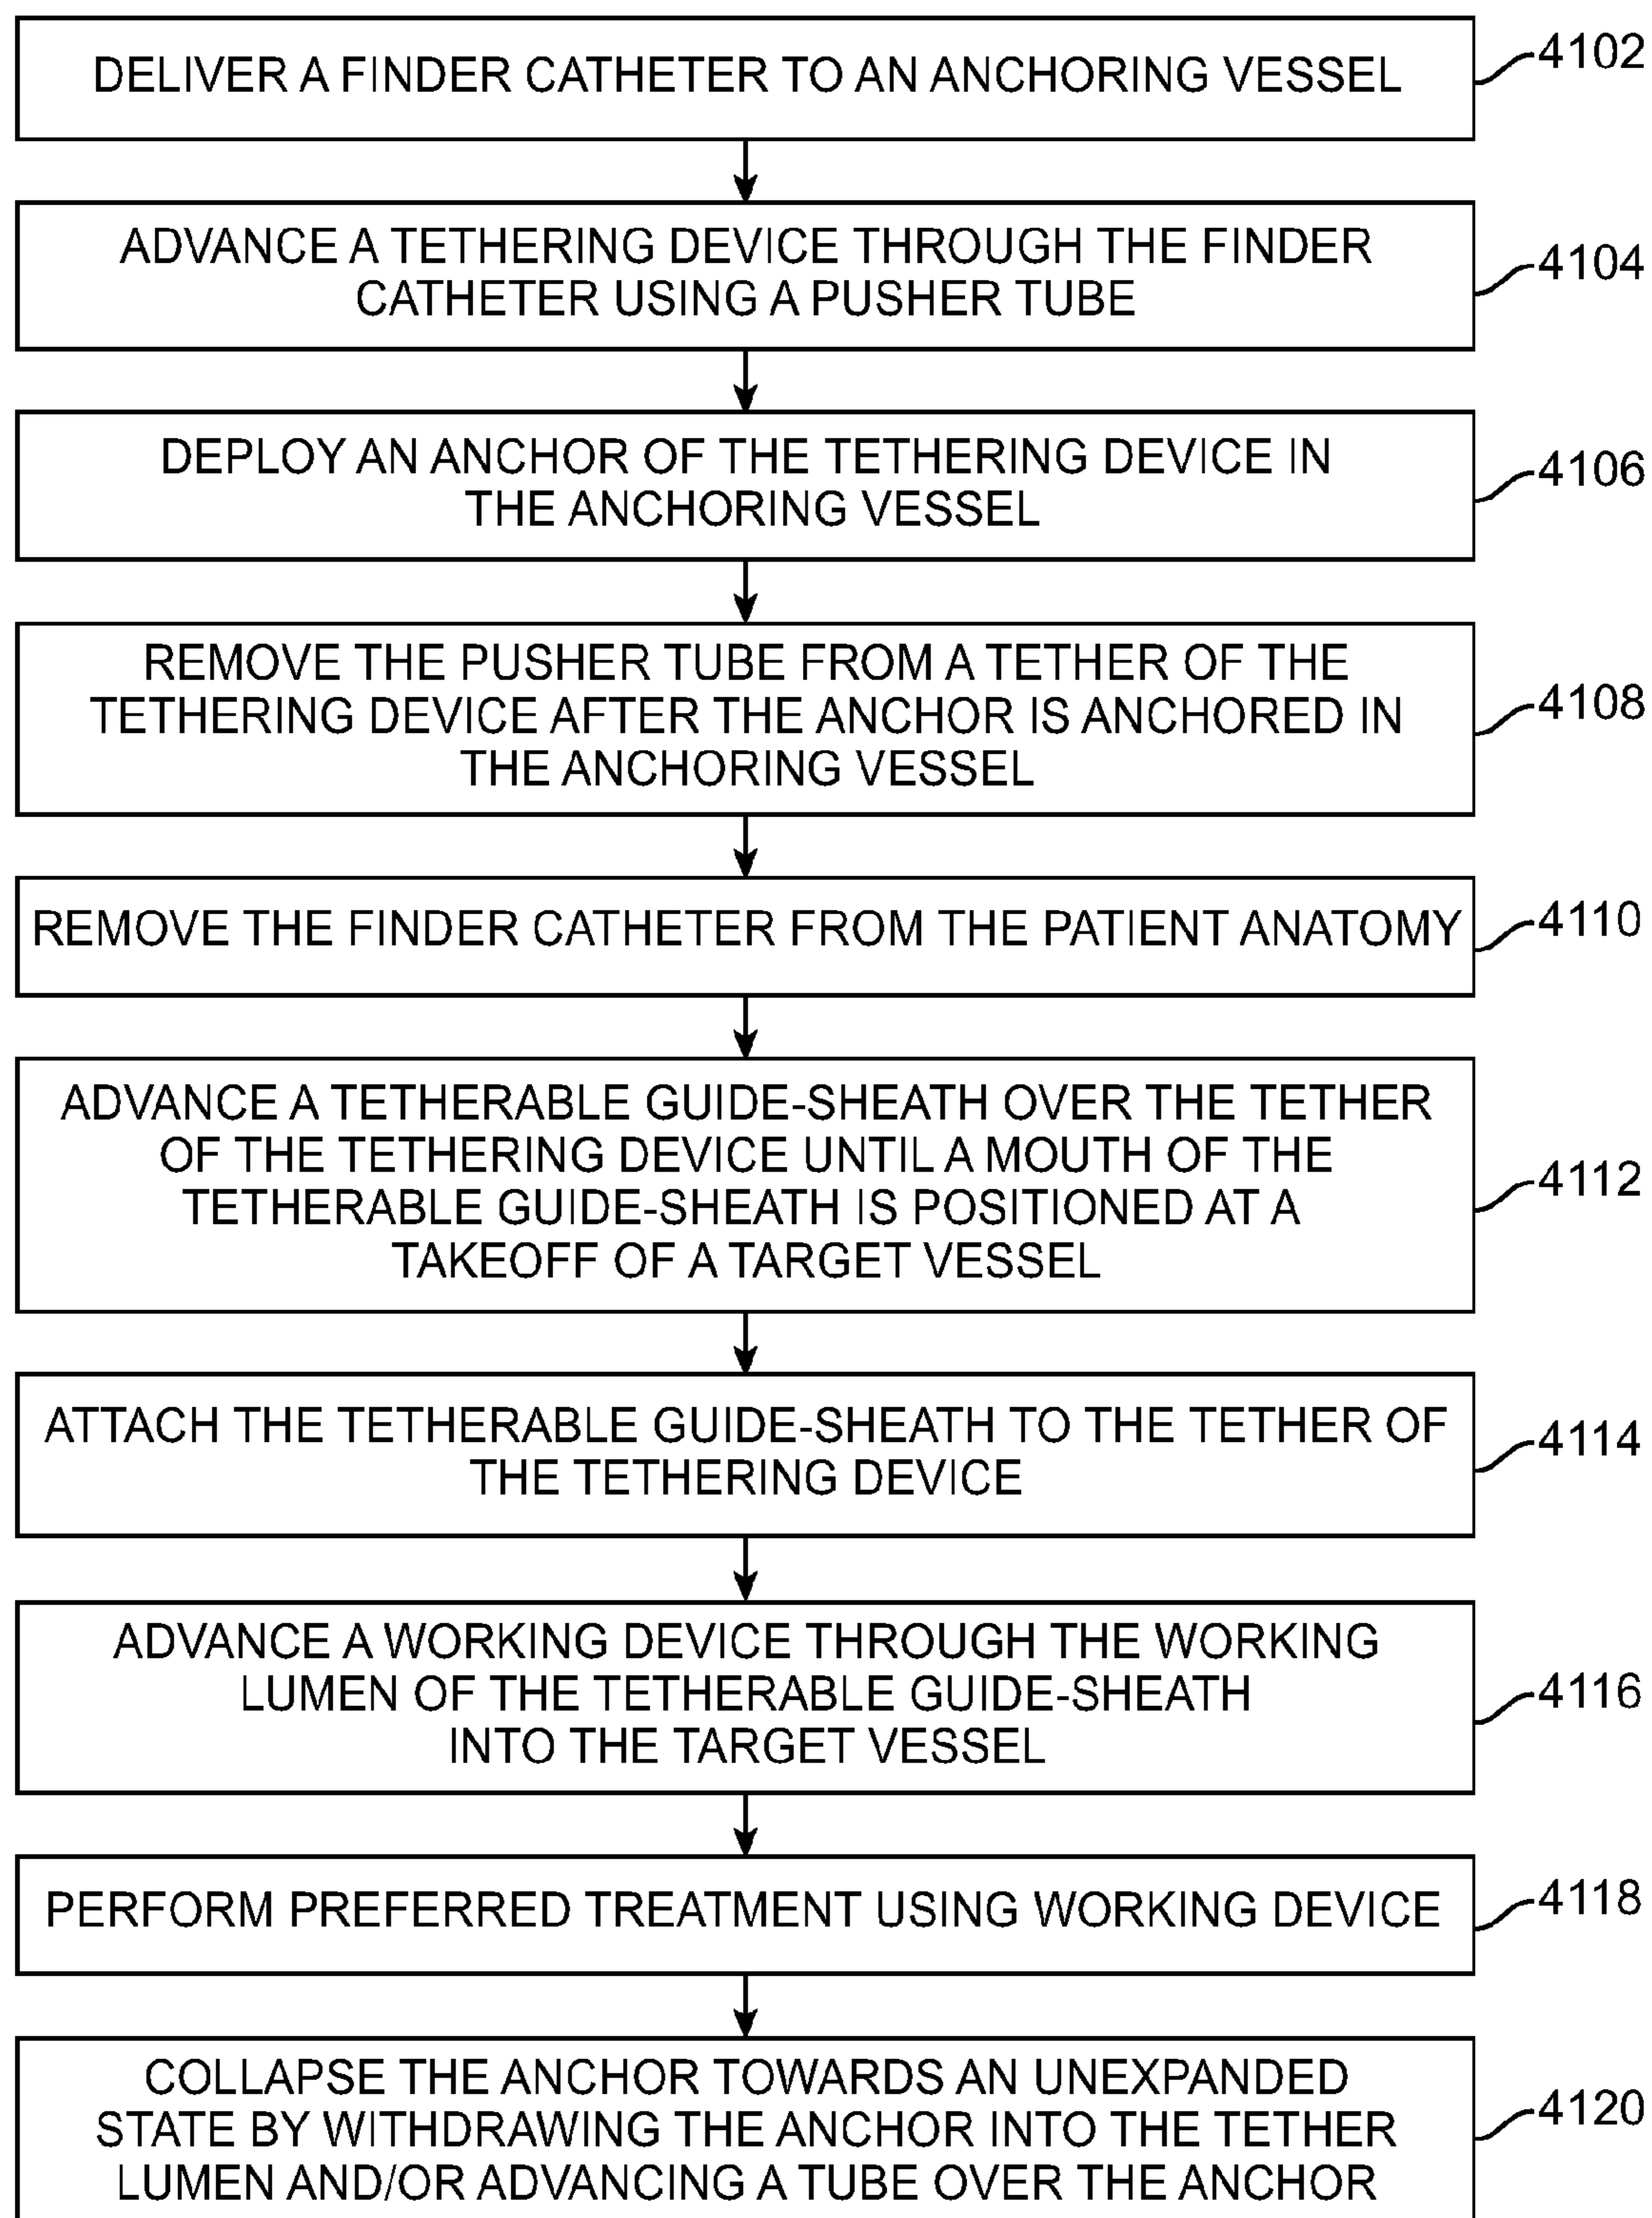 DELIVER A FINDER CATHETER TO AN ANCHORING VESSEL
4102
ADVANCE A TETHERING DEVICE THROUGH THE FINDER
CATHETER USING A PUSHER TUBE
4104
DEPLOY AN ANCHOR OF THE TETHERING DEVICE IN
THE ANCHORING VESSEL
4106
REMOVE THE PUSHER TUBE FROM A TETHER OF THE
TETHERING DEVICE AFTER THE ANCHOR IS ANCHORED IN
THE ANCHORING VESSEL
4108
REMOVE THE FINDER CATHETER FROM THE PATIENT ANATOMY
4110
ADVANCE A TETHERABLE GUIDE-SHEATH OVER THE TETHER
OF THE TETHERING DEVICE UNTIL A MOUTH OF THE
TETHERABLE GUIDE-SHEATH IS POSITIONED AT A
TAKEOFF OF A TARGET VESSEL
4112
ATTACH THE TETHERABLE GUIDE-SHEATH TO THE TETHER OF
THE TETHERING DEVICE
4114
ADVANCE A WORKING DEVICE THROUGH THE WORKING
LUMEN OF THE TETHERABLE GUIDE-SHEATH
INTO THE TARGET VESSEL
4116
PERFORM PREFERRED TREATMENT USING WORKING DEVICE
4118
COLLAPSE THE ANCHOR TOWARDS AN UNEXPANDED
STATE BY WITHDRAWING THE ANCHOR INTO THE TETHER
LUMEN AND/OR ADVANCING A TUBE OVER THE ANCHOR
4120